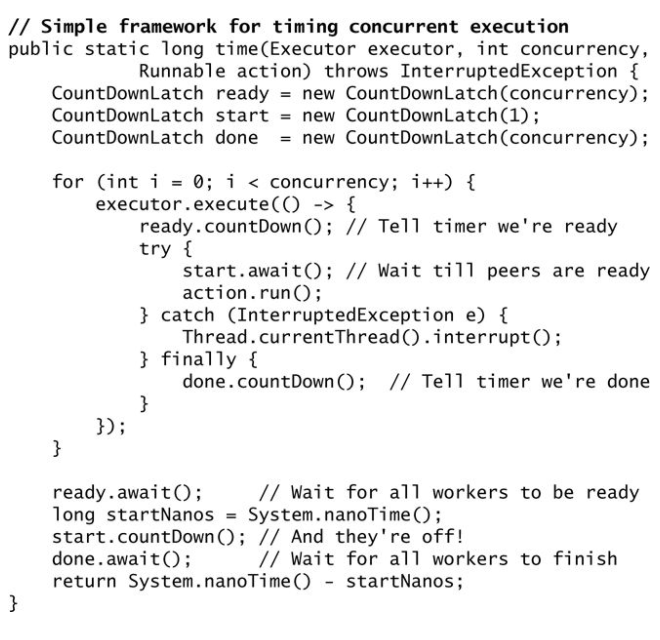 // Simple framework for timing concurrent execution
public static long time(Executor executor, int concurrency,
            Runnable action) throws InterruptedException {
    CountDownLatch ready = new CountDownLatch(concurrency);
    CountDownLatch start = new CountDownLatch(1);
    CountDownLatch done  = new CountDownLatch(concurrency);

    for (int i = 0; i < concurrency; i++) {
        executor.execute(() -> {
            ready.countDown(); // Tell timer we're ready
            try {
                start.await(); // Wait till peers are ready
                action.run();
            } catch (InterruptedException e) {
                Thread.currentThread().interrupt();
            } finally {
                done.countDown();  // Tell timer we're done
            }
        });
    }

    ready.await();     // Wait for all workers to be ready
    long startNanos = System.nanoTime();
    start.countDown(); // And they're off!
    done.await();      // Wait for all workers to finish
    return System.nanoTime() - startNanos;
}